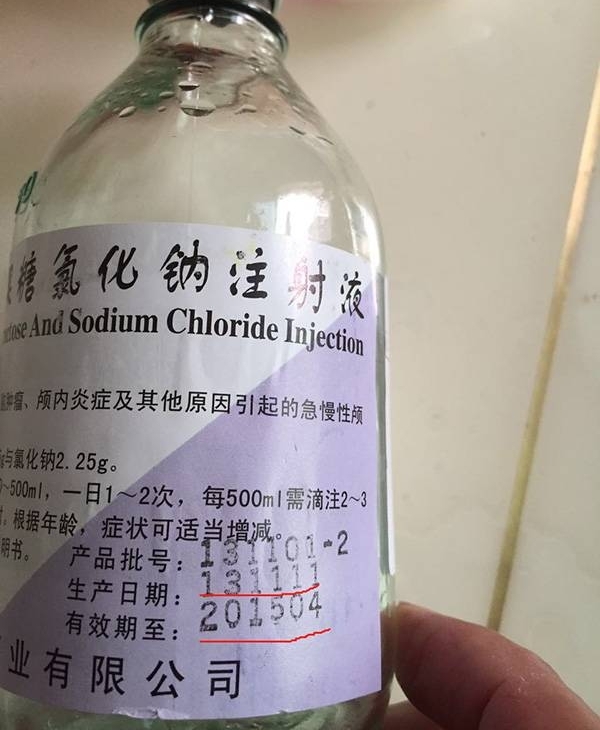 糖氯化钠注射液
And Sodium Chloride Injection
肿瘤、颅内炎症及其他原因引起的急慢性颅
与氯化钠2.25g。
~500ml，一日1～2次，每500ml需滴注2～3
根据年龄，症状可适当增减。
明书。
产品批号：131101-2
生产日期：131111
有效期至：201504
业有限公司